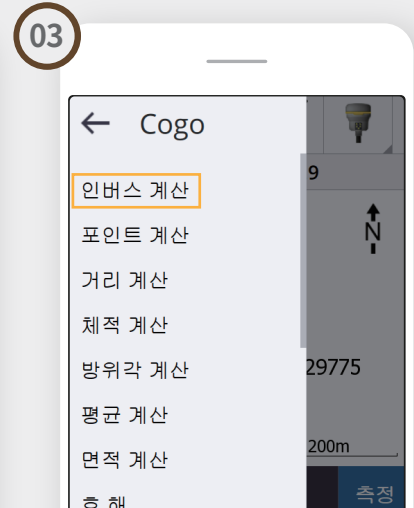 03
← Cogo
인버스 계산
9
포인트 계산
N
거리 계산
체적 계산
방위각 계산
29775
평균 계산
200m
면적 계산
측정